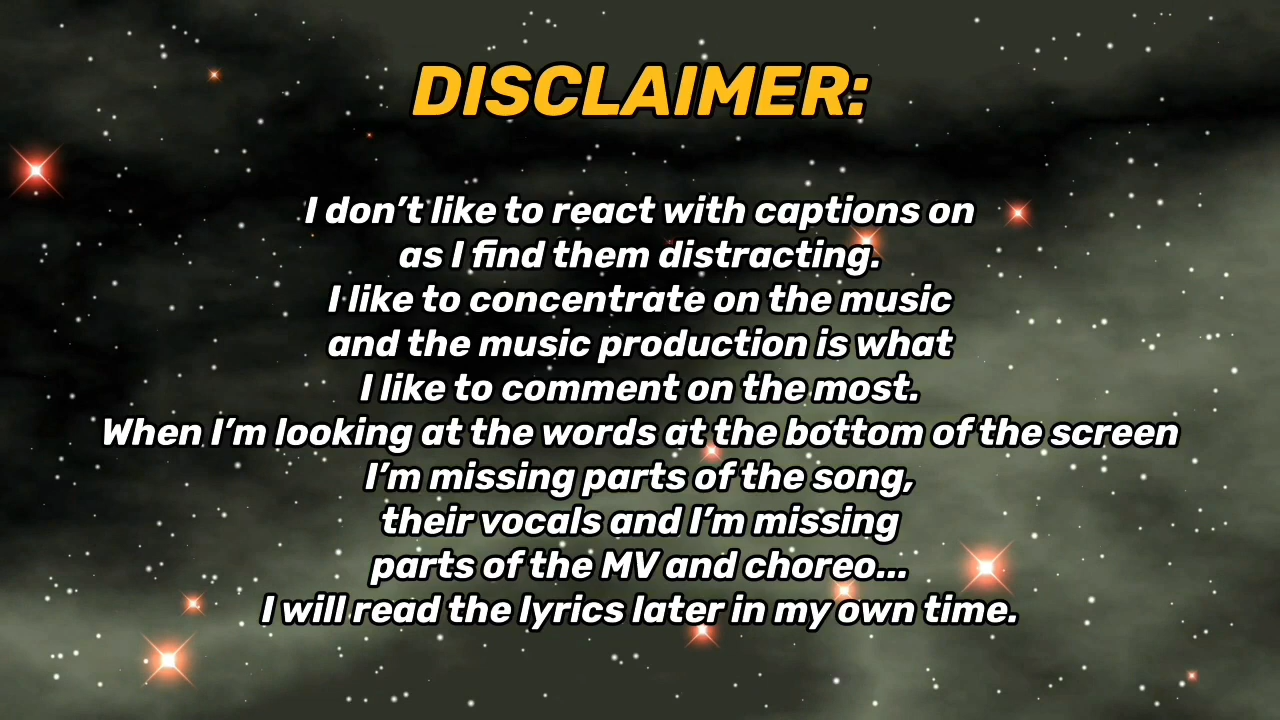 DISCLAIMER:
I don’t like to react with captions on
as I find them distracting.
I like to concentrate on the music
and the music production is what
I like to comment on the most.
When I’m looking at the words at the bottom of the screen
I’m missing parts of the song,
their vocals and I’m missing
parts of the MV and choreo...
I will read the lyrics later in my own time.